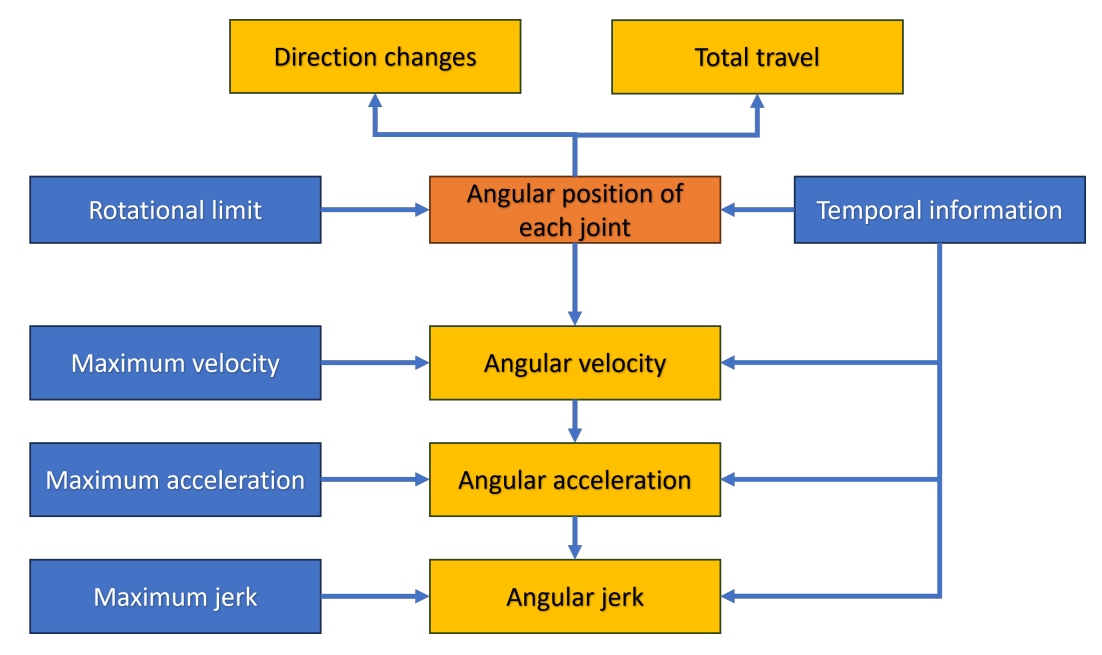 Direction changes
Total travel
Rotational limit
Angular position of
each joint
Temporal information
Maximum velocity
Angular velocity
Maximum acceleration
Angular acceleration
Maximum jerk
Angular jerk